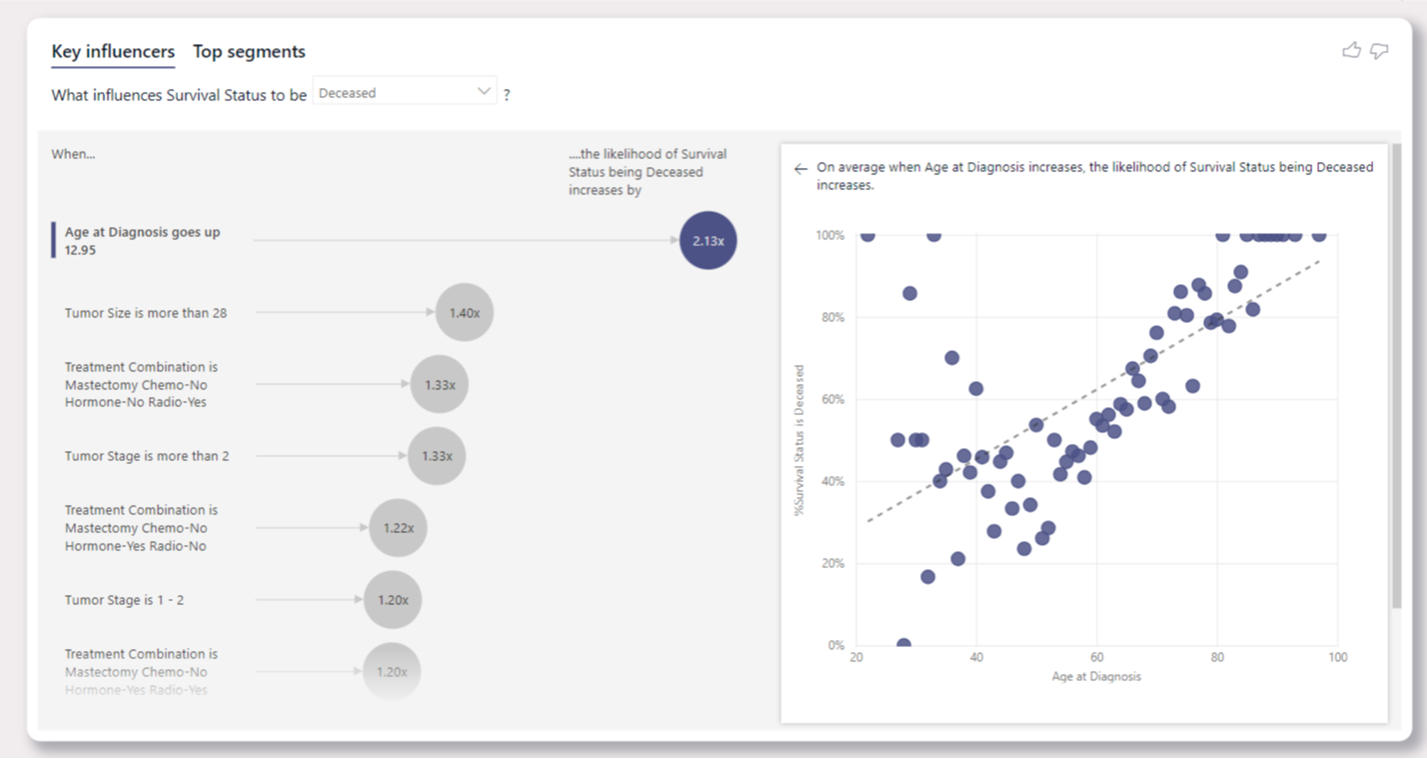 Key influencers Top segments
What influences Survival Status to be Deceased ?
When...
....the likelihood of Survival
Status being Deceased
increases by
Age at Diagnosis goes up
12.95
2.13x
Tumor Size is more than 28
1.40x
Treatment Combination is
Mastectomy Chemo-No
Hormone-No Radio-Yes
1.33x
Tumor Stage is more than 2
1.33x
Treatment Combination is
Mastectomy Chemo-No
Hormone-Yes Radio-No
1.22x
Tumor Stage is 1 - 2
1.20x
Treatment Combination is
Mastectomy Chemo-No
Hormone-Yes Radio-Yes
1.20x
On average when Age at Diagnosis increases, the likelihood of Survival Status being Deceased
increases.
%Survival Status is Deceased
100%
80%
60%
40%
20%
0%
20 40 60 80 100
Age at Diagnosis